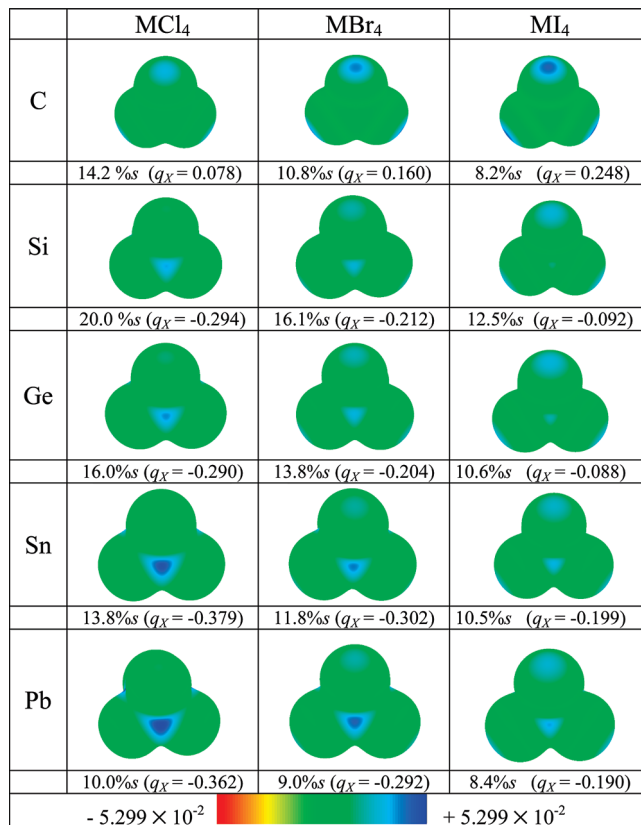 MCl₄ MBr₄ MI₄
C
14.2 %s (qX = 0.078) 10.8%s (qX = 0.160) 8.2%s (qX = 0.248)
Si
20.0 %s (qX = -0.294) 16.1%s (qX = -0.212) 12.5%s (qX = -0.092)
Ge
16.0%s (qX = -0.290) 13.8%s (qX = -0.204) 10.6%s (qX = -0.088)
Sn
13.8%s (qX = -0.379) 11.8%s (qX = -0.302) 10.5%s (qX = -0.199)
Pb
10.0%s (qX = -0.362) 9.0%s (qX = -0.292) 8.4%s (qX = -0.190)
- 5.299 × 10⁻² + 5.299 × 10⁻²